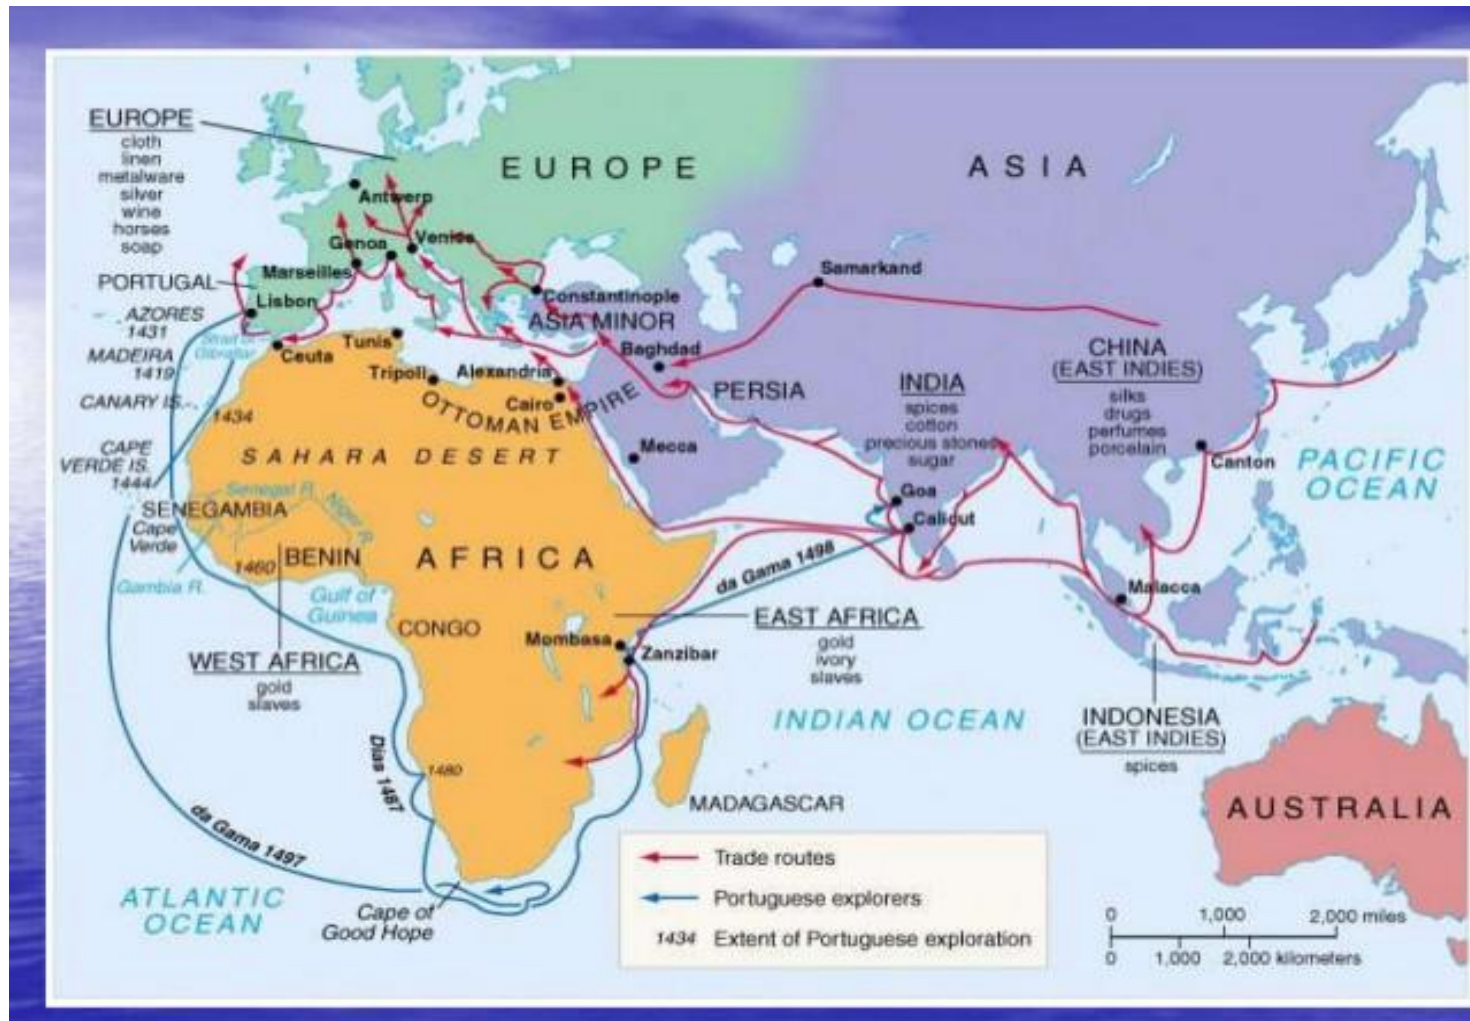 EUROPE
cloth
linen
metalware
silver
wine
horses
soap
EUROPE
ASIA
Antwerp
Venice
Genoa
Marseilles
PORTUGAL
Lisbon
AZORES
1431
Strait of
Gibraltar
MADEIRA
1419
Ceuta
Tunis
CANARY IS.
1434
Tripoli
Alexandria
Cairo
OTTOMAN EMPIRE
Constantinople
ASIA MINOR
Baghdad
Samarkand
PERSIA
Mecca
INDIA
spices
cotton
precious stones
sugar
CHINA
(EAST INDIES)
silks
drugs
perfumes
porcelain
Canton
PACIFIC
OCEAN
SAHARA DESERT
CAPE
VERDE IS.
1444
Senegal R.
SENEGAMBIA
Niger R.
Cape
Verde
Gambia R.
1460
BENIN
AFRICA
Gulf of
Guinea
CONGO
WEST AFRICA
gold
slaves
Goa
Calicut
da Gama 1498
EAST AFRICA
gold
ivory
slaves
Mombasa
Zanzibar
Malacca
INDIAN OCEAN
INDONESIA
(EAST INDIES)
spices
Dias 1487
1480
MADAGASCAR
AUSTRALIA
da Gama 1497
ATLANTIC
OCEAN
Cape of
Good Hope
Trade routes
Portuguese explorers
1434 Extent of Portuguese exploration
0 1,000 2,000 miles
0 1,000 2,000 kilometers